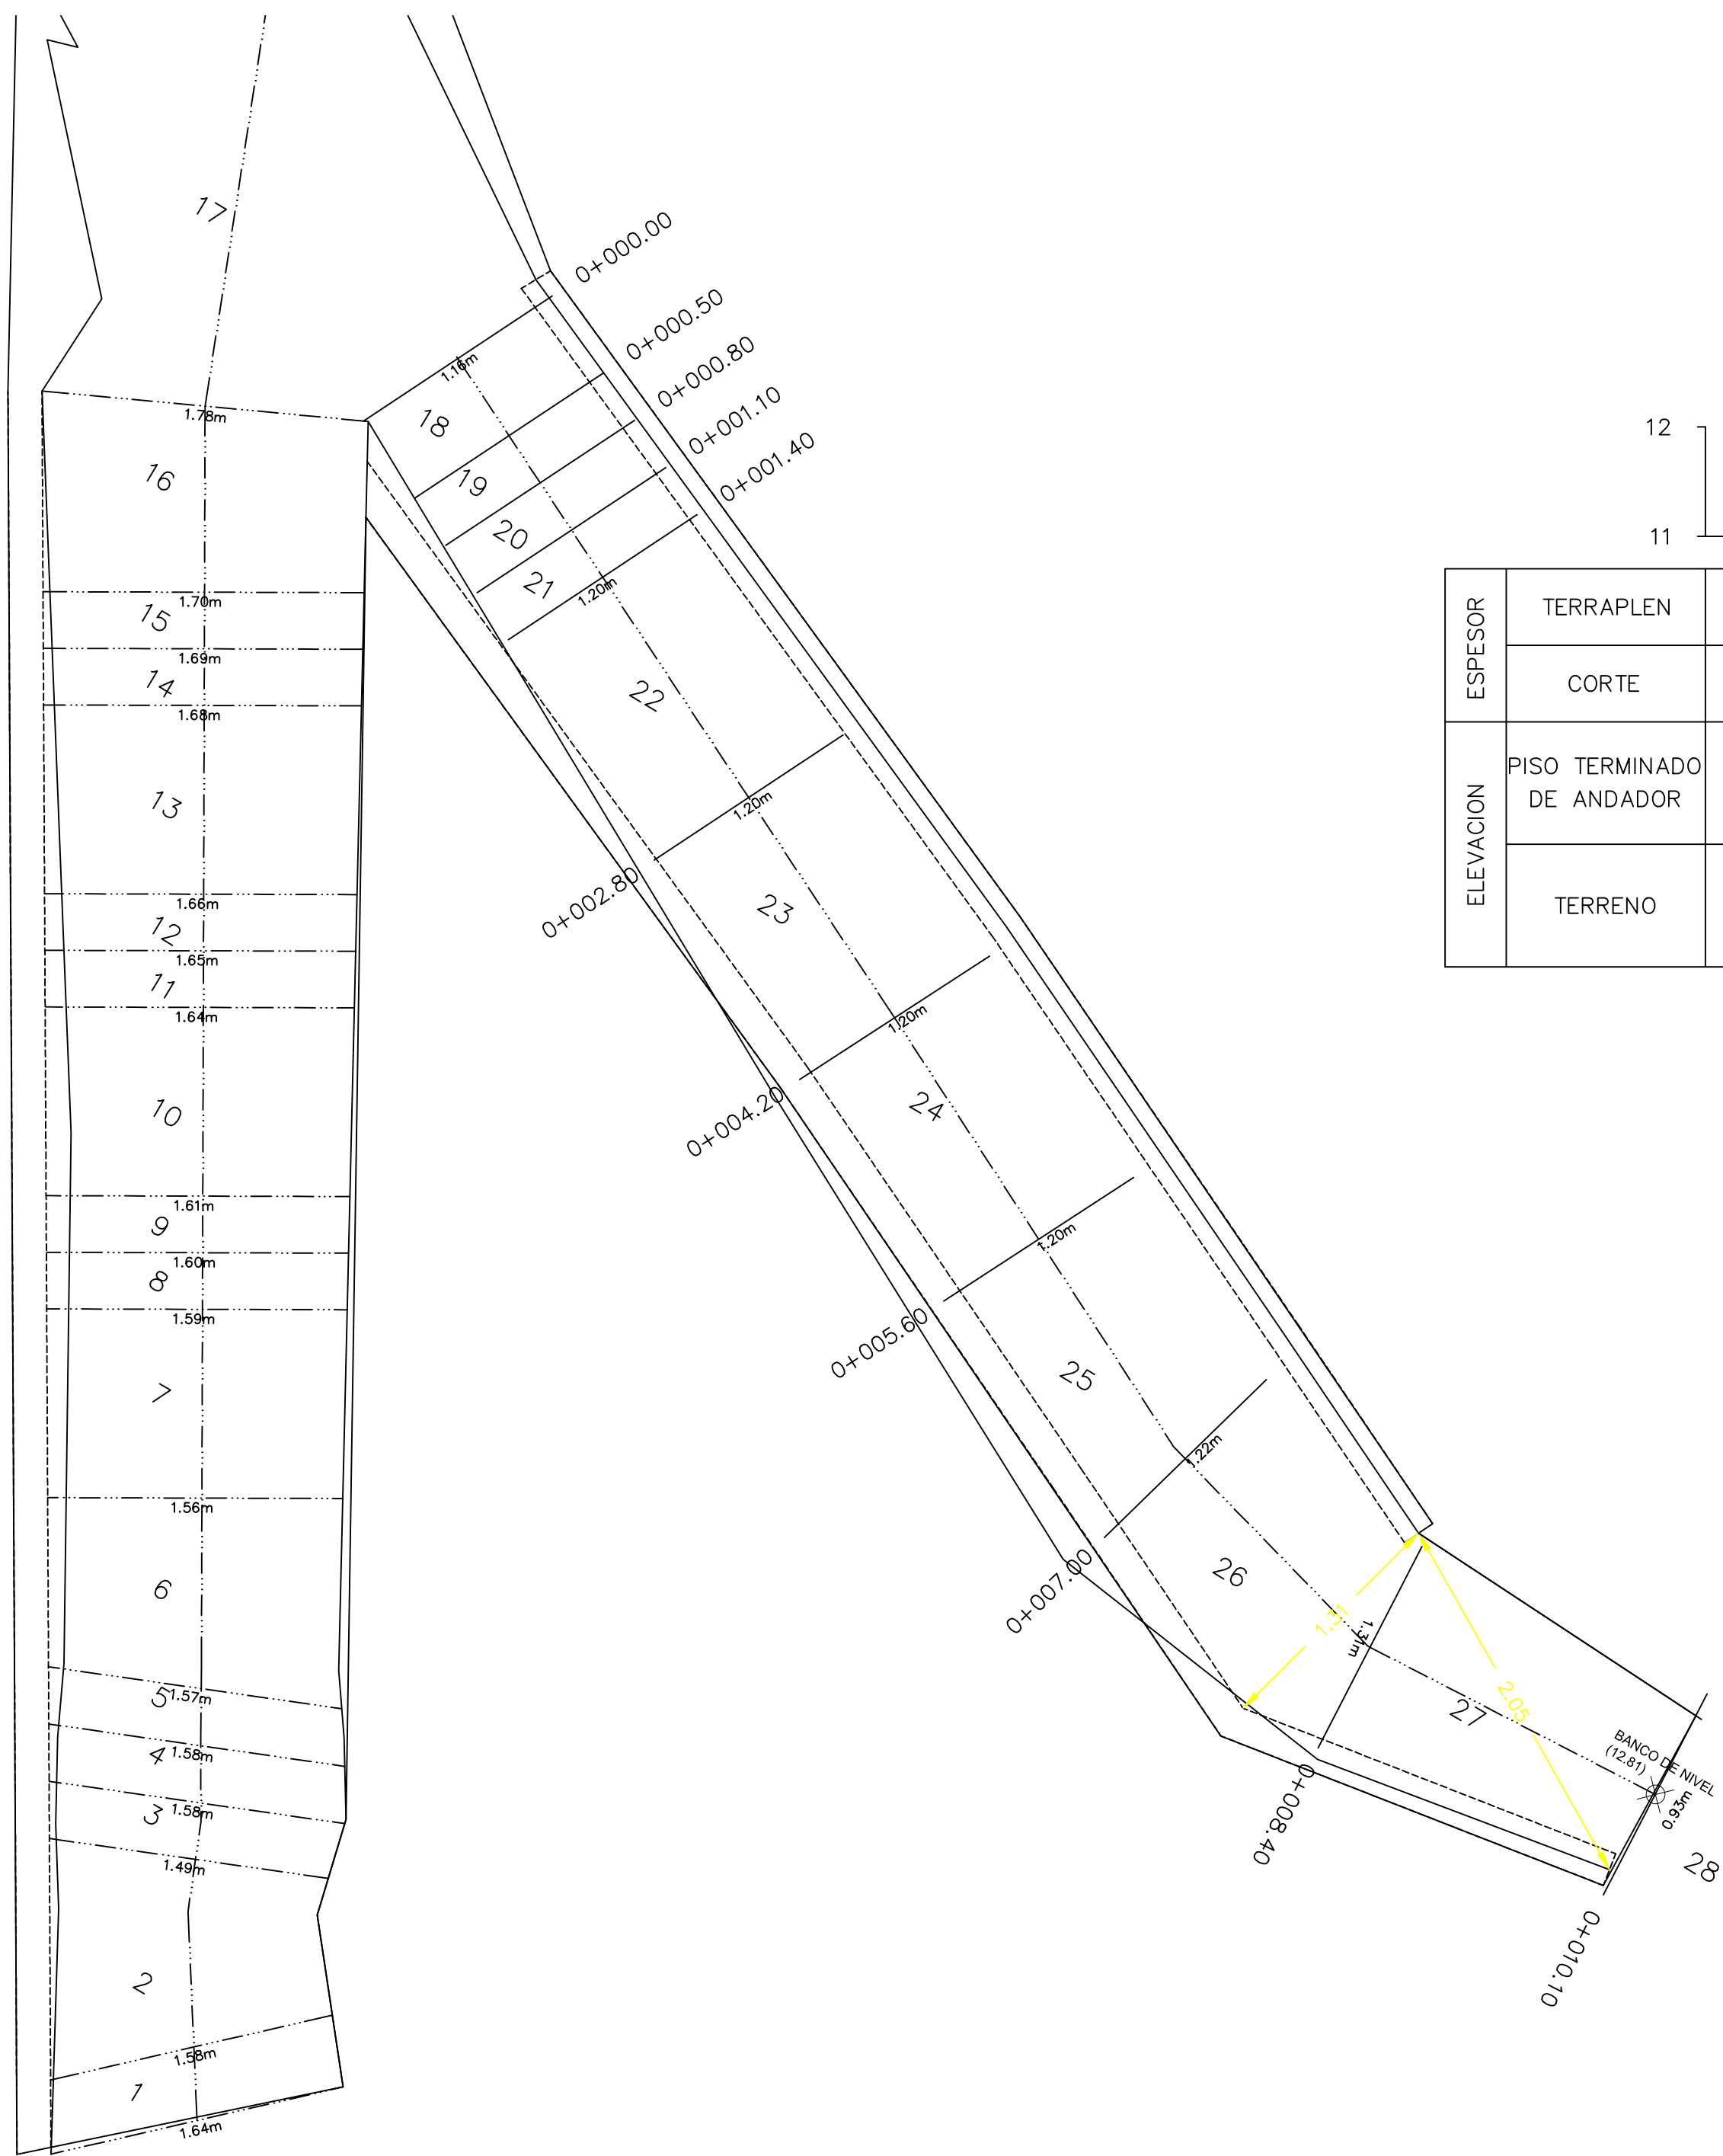 17
0+000.00
0+000.50
0+000.80
0+001.10
0+001.40
1.16m
1.78m
18
16
19
20
21
1.20m
1.70m
15
1.69m
14
1.68m
22
13
1.20m
1.66m
12
1.65m
11
1.64m
23
0+002.80
10
1.20m
24
0+004.20
1.61m
9
1.60m
8
1.59m
1.20m
7
0+005.60
25
1.56m
1.22m
6
26
0+007.00
1.31
1.31m
5
1.57m
4
1.58m
3
1.58m
1.49m
2.05
27
BANCO DE NIVEL
(12.81)
0.93m
28
0+008.40
0+010.10
2
1.58m
1
1.64m
12
11
ESPESOR
TERRAPLEN
CORTE
ELEVACION
PISO TERMINADO
DE ANDADOR
TERRENO